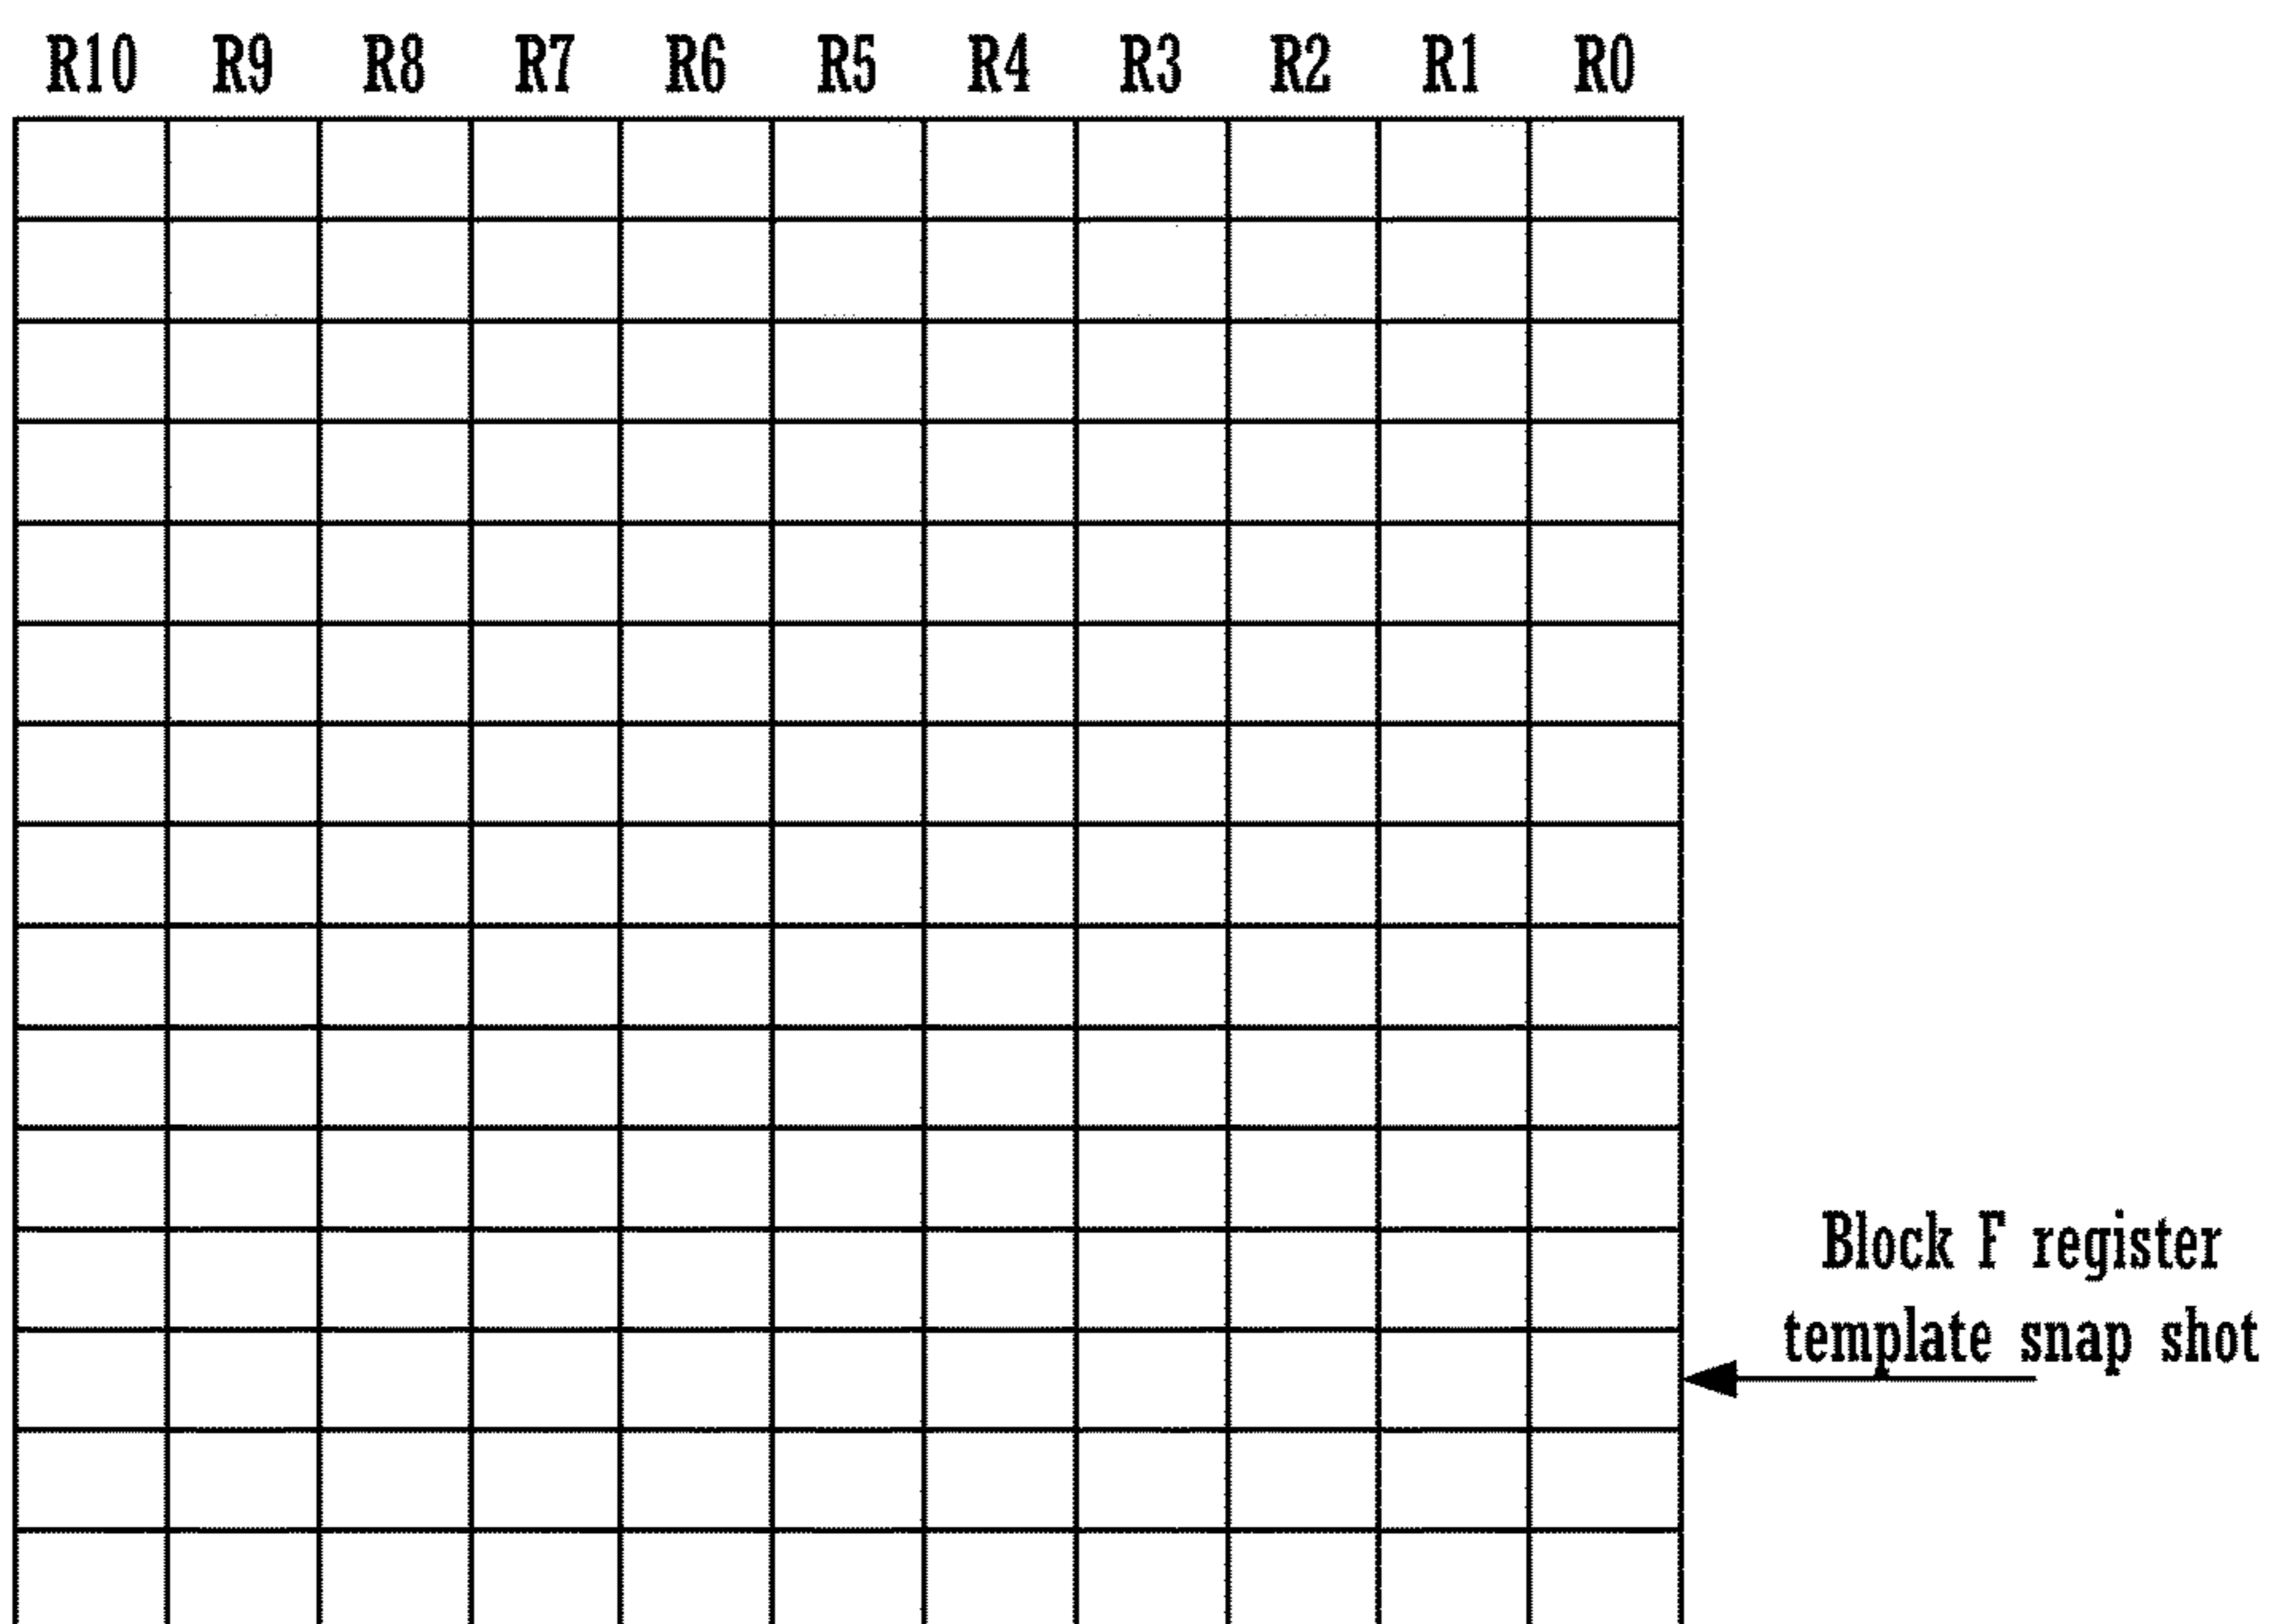 R10 R9 R8 R7 R6 R5 R4 R3 R2 R1 R0
Block F register
template snap shot